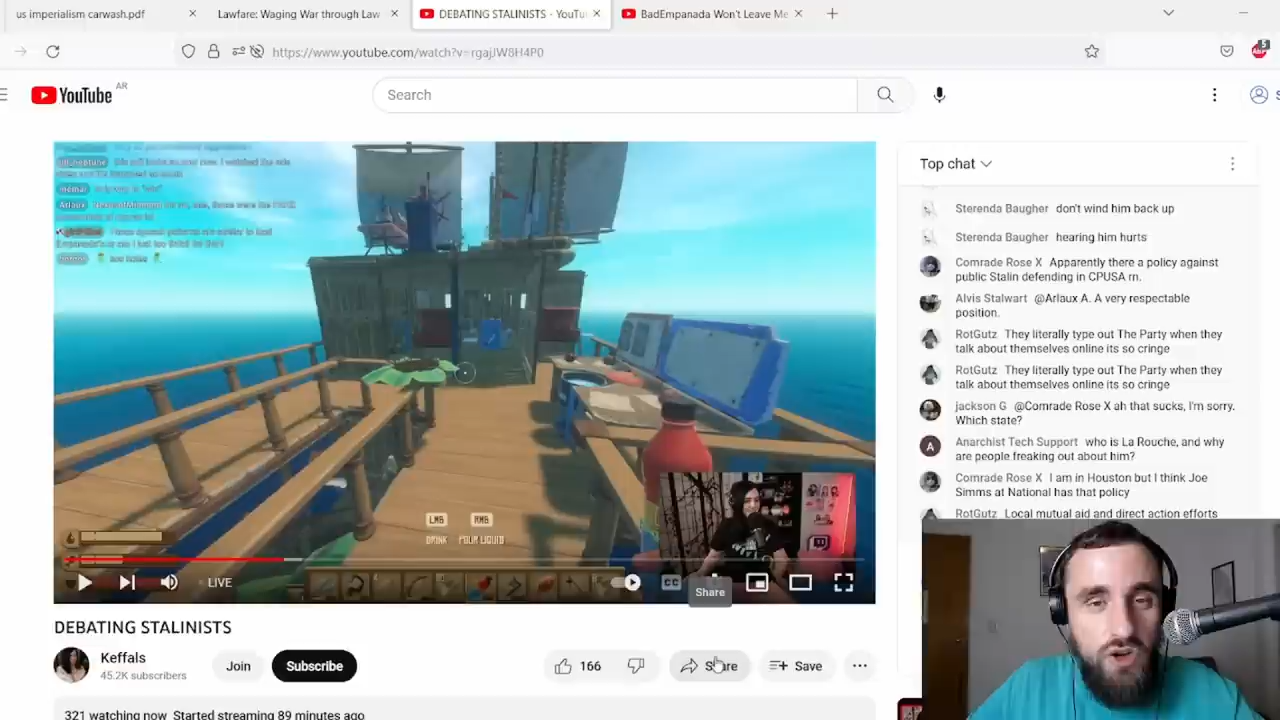 us imperialism carwash.pdf
Lawfare: Waging War through Law
DEBATING STALINISTS - YouTu
BadEmpanada Won't Leave Me
https://www.youtube.com/watch?v=rgajJW8H4P0
5
YouTube AR
Search
Top chat
Sterenda Baugher don't wind him back up
Sterenda Baugher hearing him hurts
Comrade Rose X Apparently there a policy against
public Stalin defending in CPUSA rn.
Alvis Stalwart @Arlaux A. A very respectable
position.
RotGutz They literally type out The Party when they
talk about themselves online its so cringe
RotGutz They literally type out The Party when they
talk about themselves online its so cringe
jackson G @Comrade Rose X ah that sucks, I'm sorry.
Which state?
A
Anarchist Tech Support who is La Rouche, and why
are people freaking out about him?
Comrade Rose X I am in Houston but I think Joe
Simms at National has that policy
RotGutz Local mutual aid and direct action efforts
LMB
RMB
DRINK
POUR LIQUID
LIVE
CC
Share
DEBATING STALINISTS
Keffals
45.2K subscribers
Join
Subscribe
166
Share
Save
321 watching now Started streaming 89 minutes ago